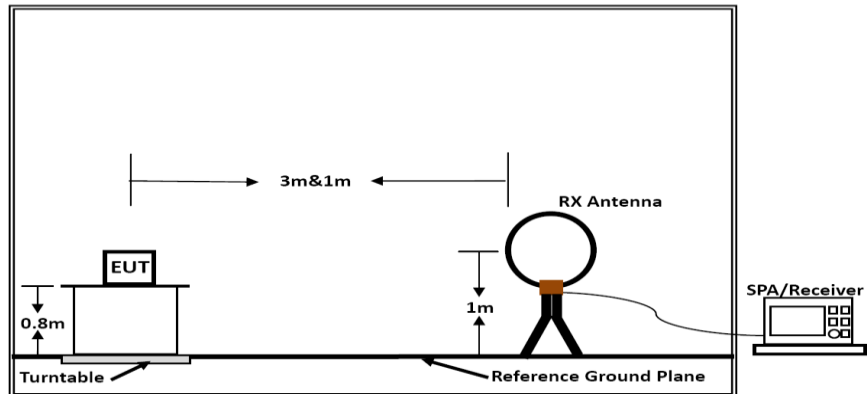 3m&1m
RX Antenna
EUT
SPA/Receiver
0.8m
1m
Turntable
Reference Ground Plane